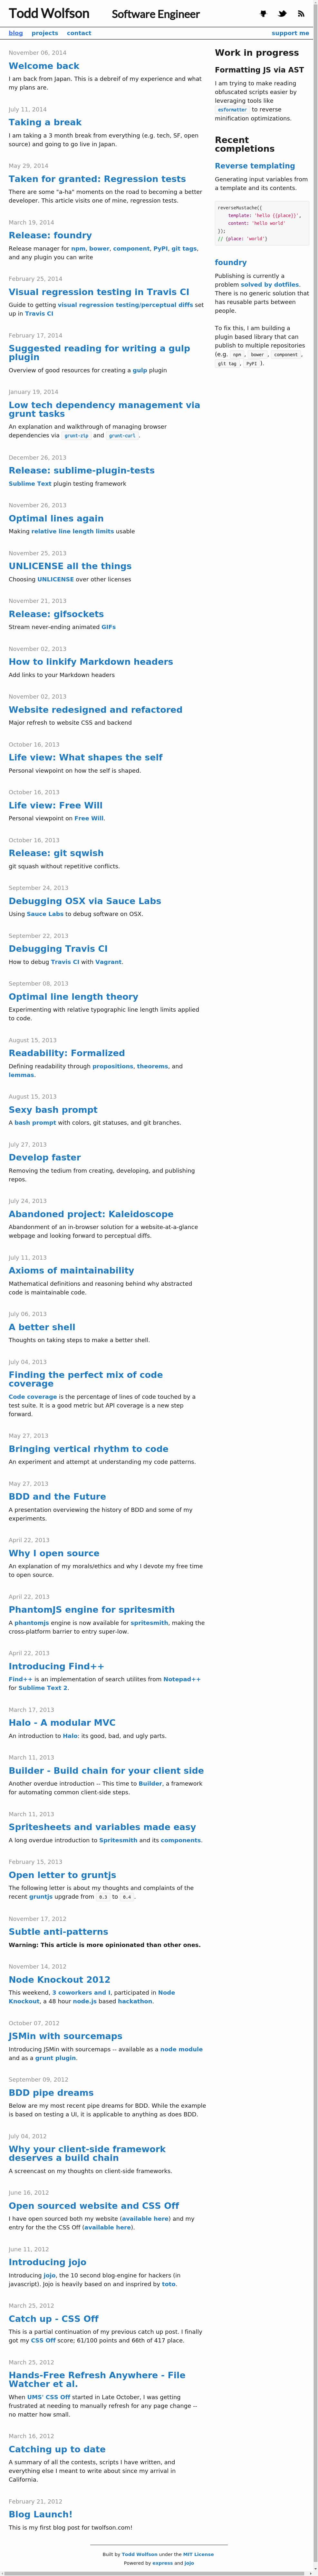 Todd Wolfson
Software Engineer
blog projects contact support me
November 06, 2014
Welcome back
I am back from Japan. This is a debreif of my experience and what
my plans are.
July 11, 2014
Taking a break
I am taking a 3 month break from everything (e.g. tech, SF, open
source) and going to go live in Japan.
May 29, 2014
Taken for granted: Regression tests
There are some "a-ha" moments on the road to becoming a better
developer. This article visits one of mine, regression tests.
March 19, 2014
Release: foundry
Release manager for npm, bower, component, PyPI, git tags,
and any plugin you can write
February 25, 2014
Visual regression testing in Travis CI
Guide to getting visual regression testing/perceptual diffs set
up in Travis CI
February 17, 2014
Suggested reading for writing a gulp
plugin
Overview of good resources for creating a gulp plugin
January 19, 2014
Low tech dependency management via
grunt tasks
An explanation and walkthrough of managing browser
dependencies via grunt-zip and grunt-curl .
December 26, 2013
Release: sublime-plugin-tests
Sublime Text plugin testing framework
November 26, 2013
Optimal lines again
Making relative line length limits usable
November 25, 2013
UNLICENSE all the things
Choosing UNLICENSE over other licenses
November 21, 2013
Release: gifsockets
Stream never-ending animated GIFs
November 02, 2013
How to linkify Markdown headers
Add links to your Markdown headers
November 02, 2013
Website redesigned and refactored
Major refresh to website CSS and backend
October 16, 2013
Life view: What shapes the self
Personal viewpoint on how the self is shaped.
October 16, 2013
Life view: Free Will
Personal viewpoint on Free Will.
October 16, 2013
Release: git sqwish
git squash without repetitive conflicts.
September 24, 2013
Debugging OSX via Sauce Labs
Using Sauce Labs to debug software on OSX.
September 22, 2013
Debugging Travis CI
How to debug Travis CI with Vagrant.
September 08, 2013
Optimal line length theory
Experimenting with relative typographic line length limits applied
to code.
August 15, 2013
Readability: Formalized
Defining readability through propositions, theorems, and
lemmas.
August 15, 2013
Sexy bash prompt
A bash prompt with colors, git statuses, and git branches.
July 27, 2013
Develop faster
Removing the tedium from creating, developing, and publishing
repos.
July 24, 2013
Abandoned project: Kaleidoscope
Abandonment of an in-browser solution for a website-at-a-glance
webpage and looking forward to perceptual diffs.
July 11, 2013
Axioms of maintainability
Mathematical definitions and reasoning behind why abstracted
code is maintainable code.
July 06, 2013
A better shell
Thoughts on taking steps to make a better shell.
July 04, 2013
Finding the perfect mix of code
coverage
Code coverage is the percentage of lines of code touched by a
test suite. It is a good metric but API coverage is a new step
forward.
May 27, 2013
Bringing vertical rhythm to code
An experiment and attempt at understanding my code patterns.
May 27, 2013
BDD and the Future
A presentation overviewing the history of BDD and some of my
experiments.
April 22, 2013
Why I open source
An explanation of my morals/ethics and why I devote my free time
to open source.
April 22, 2013
PhantomJS engine for spritesmith
A phantomjs engine is now available for spritesmith, making the
cross-platform barrier to entry super-low.
April 22, 2013
Introducing Find++
Find++ is an implementation of search utilites from Notepad++
for Sublime Text 2.
March 17, 2013
Halo - A modular MVC
An introduction to Halo: its good, bad, and ugly parts.
March 11, 2013
Builder - Build chain for your client side
Another overdue introduction -- This time to Builder, a framework
for automating common client-side steps.
March 11, 2013
Spritesheets and variables made easy
A long overdue introduction to Spritesmith and its components.
February 15, 2013
Open letter to gruntjs
The following letter is about my thoughts and complaints of the
recent gruntjs upgrade from 0.3 to 0.4 .
November 17, 2012
Subtle anti-patterns
Warning: This article is more opinionated than other ones.
November 14, 2012
Node Knockout 2012
This weekend, 3 coworkers and I, participated in Node
Knockout, a 48 hour node.js based hackathon.
October 07, 2012
JSMin with sourcemaps
Introducing JSMin with sourcemaps -- available as a node module
and as a grunt plugin.
September 09, 2012
BDD pipe dreams
Below are my most recent pipe dreams for BDD. While the example
is based on testing a UI, it is applicable to anything as does BDD.
July 04, 2012
Why your client-side framework
deserves a build chain
A screencast on my thoughts on client-side frameworks.
June 16, 2012
Open sourced website and CSS Off
I have open sourced both my website (available here) and my
entry for the the CSS Off (available here).
June 11, 2012
Introducing jojo
Introducing jojo, the 10 second blog-engine for hackers (in
javascript). Jojo is heavily based on and inspried by toto.
March 25, 2012
Catch up - CSS Off
This is a partial continuation of my previous catch up post. I finally
got my CSS Off score; 61/100 points and 66th of 417 place.
March 25, 2012
Hands-Free Refresh Anywhere - File
Watcher et al.
When UMS' CSS Off started in Late October, I was getting
frustrated at needing to manually refresh for any page change --
no matter how small.
March 16, 2012
Catching up to date
A summary of all the contests, scripts I have written, and
everything else I meant to write about since my arrival in
California.
February 21, 2012
Blog Launch!
This is my first blog post for twolfson.com!
Work in progress
Formatting JS via AST
I am trying to make reading
obfuscated scripts easier by
leveraging tools like
esformatter to reverse
minification optimizations.
Recent
completions
Reverse templating
Generating input variables from
a template and its contents.
reverseMustache({
template: 'hello {{place}}',
content: 'hello world'
});
// {place: 'world'}
foundry
Publishing is currently a
problem solved by dotfiles.
There is no generic solution that
has reusable parts between
people.
To fix this, I am building a
plugin based library that can
publish to multiple repositories
(e.g. npm , bower , component ,
git tag , PyPI ).
Built by Todd Wolfson under the MIT License
Powered by express and jojo